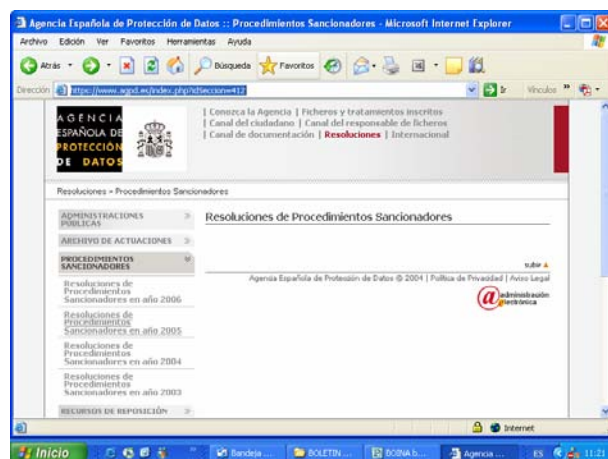 Agencia Española de Protección de Datos :: Procedimientos Sancionadores - Microsoft Internet Explorer
Archivo Edición Ver Favoritos Herramientas Ayuda
Atrás Búsqueda Favoritos
Dirección https://www.agpd.es/index.php?idSeccion=412 Ir Vínculos »
AGENCIA
ESPAÑOLA DE
PROTECCIÓN
DE DATOS
| Conozca la Agencia | Ficheros y tratamientos inscritos
| Canal del ciudadano | Canal del responsable de ficheros
| Canal de documentación | Resoluciones | Internacional
Resoluciones » Procedimientos Sancionadores
ADMINISTRACIONES
PÚBLICAS
ARCHIVO DE ACTUACIONES
PROCEDIMIENTOS
SANCIONADORES
Resoluciones de
Procedimientos
Sancionadores en año 2006
Resoluciones de
Procedimientos
Sancionadores en año 2005
Resoluciones de
Procedimientos
Sancionadores en año 2004
Resoluciones de
Procedimientos
Sancionadores en año 2003
RECURSOS DE REPOSICIÓN
Resoluciones de Procedimientos Sancionadores
subir
Agencia Española de Protección de Datos © 2004 | Política de Privacidad | Aviso Legal
administración
electrónica
Internet
Inicio Bandeja ... BOLETIN ... Agencia ... ES 11:21